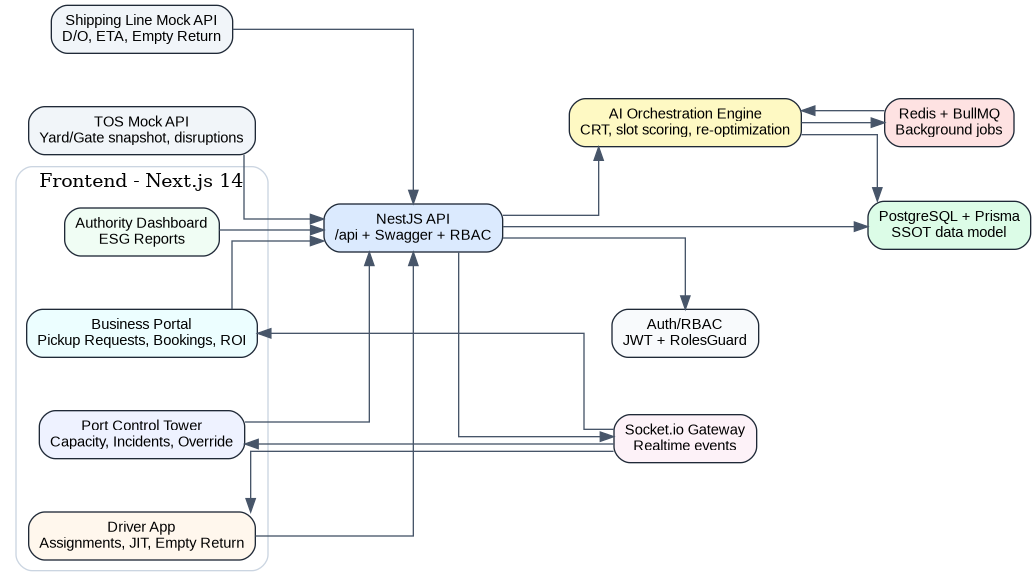 Shipping Line Mock API
D/O, ETA, Empty Return
TOS Mock API
Yard/Gate snapshot, disruptions
Frontend - Next.js 14
Authority Dashboard
ESG Reports
Business Portal
Pickup Requests, Bookings, ROI
Port Control Tower
Capacity, Incidents, Override
Driver App
Assignments, JIT, Empty Return
NestJS API
/api + Swagger + RBAC
AI Orchestration Engine
CRT, slot scoring, re-optimization
Redis + BullMQ
Background jobs
PostgreSQL + Prisma
SSOT data model
Auth/RBAC
JWT + RolesGuard
Socket.io Gateway
Realtime events